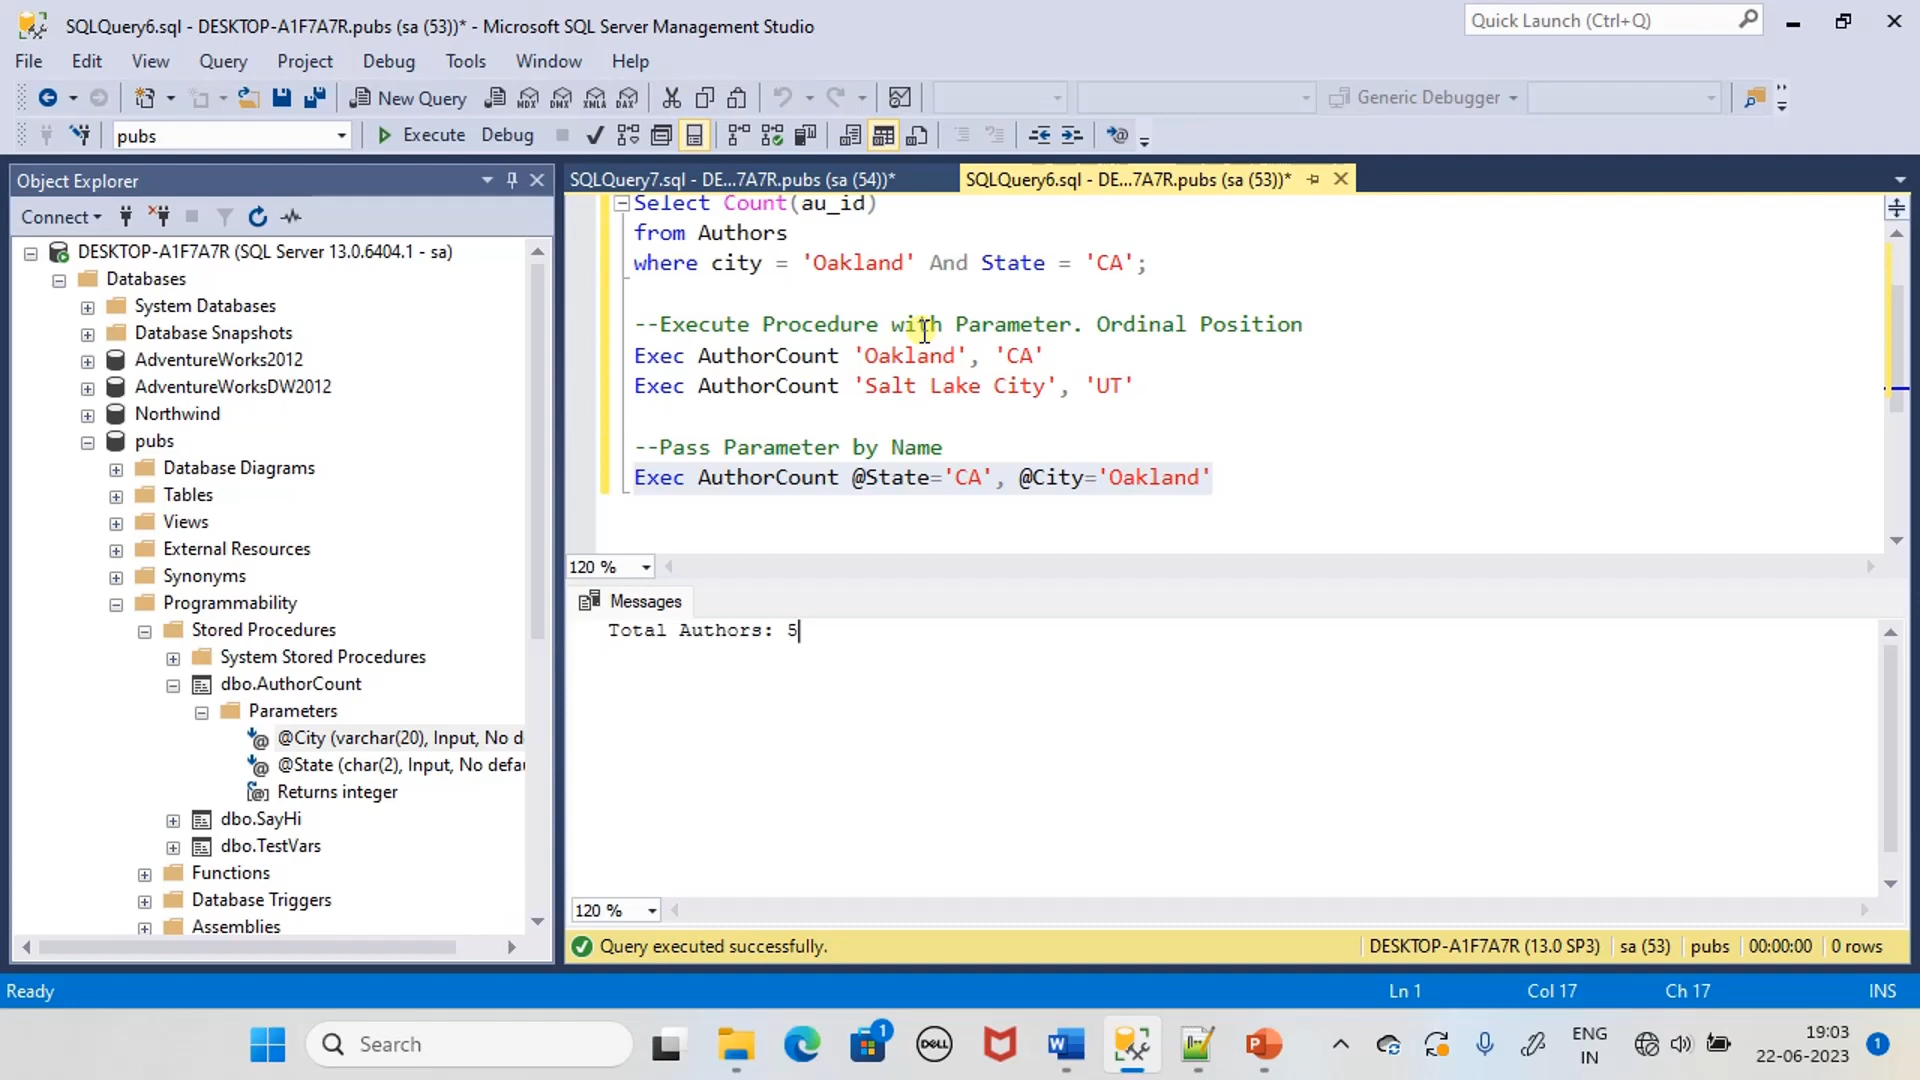 SQLQuery6.sql - DESKTOP-A1F7A7R.pubs (sa (53))* - Microsoft SQL Server Management Studio
Quick Launch (Ctrl+Q)
File Edit View Query Project Debug Tools Window Help
New Query
MDX DMX XMLA DAX
Generic Debugger
pubs
Execute Debug
Object Explorer
SQLQuery7.sql - DE...7A7R.pubs (sa (54))*
SQLQuery6.sql - DE...7A7R.pubs (sa (53))*
Connect
DESKTOP-A1F7A7R (SQL Server 13.0.6404.1 - sa)
Databases
System Databases
Database Snapshots
AdventureWorks2012
AdventureWorksDW2012
Northwind
pubs
Database Diagrams
Tables
Views
External Resources
Synonyms
Programmability
Stored Procedures
System Stored Procedures
dbo.AuthorCount
Parameters
@City (varchar(20), Input, No d
@State (char(2), Input, No defa
Returns integer
dbo.SayHi
dbo.TestVars
Functions
Database Triggers
Assemblies
Select Count(au_id)
from Authors
where city = 'Oakland' And State = 'CA';
--Execute Procedure with Parameter. Ordinal Position
Exec AuthorCount 'Oakland', 'CA'
Exec AuthorCount 'Salt Lake City', 'UT'
--Pass Parameter by Name
Exec AuthorCount @State='CA', @City='Oakland'
120 %
Messages
Total Authors: 5
120 %
Query executed successfully.
DESKTOP-A1F7A7R (13.0 SP3) sa (53) pubs 00:00:00 0 rows
Ready
Ln 1 Col 17 Ch 17 INS
Search
1
DELL
ENG
IN
19:03
22-06-2023
1